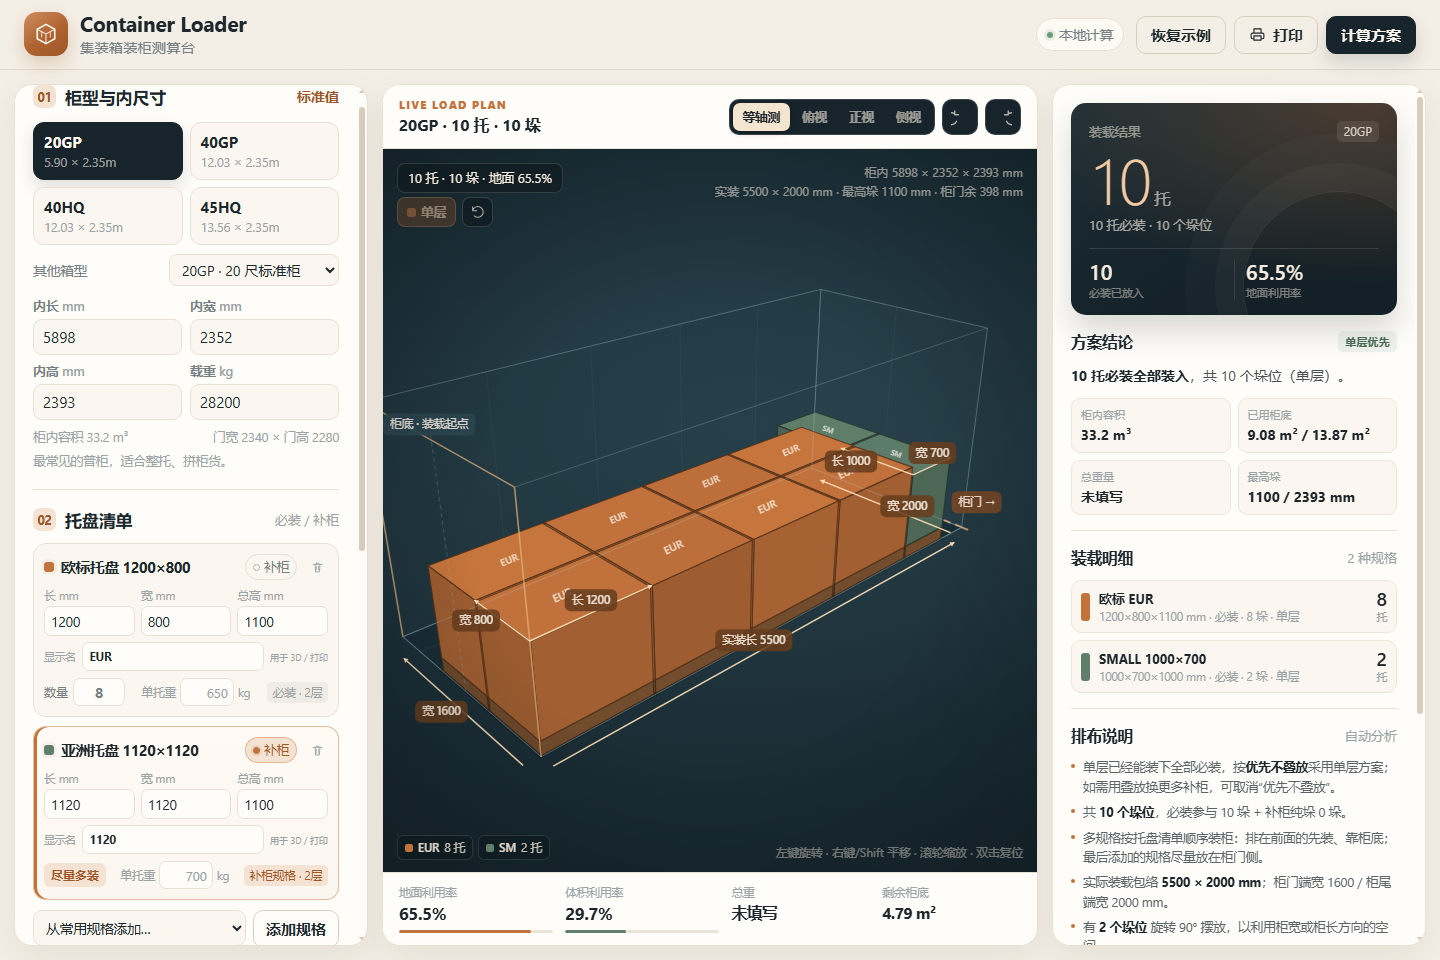 Container Loader
集装箱装柜测算台
本地计算
恢复示例
打印
计算方案
01 柜型与内尺寸 标准值
20GP
5.90 × 2.35m
40GP
12.03 × 2.35m
40HQ
12.03 × 2.35m
45HQ
13.56 × 2.35m
其他箱型 20GP · 20 尺标准柜
内长 mm 内宽 mm
5898 2352
内高 mm 载重 kg
2393 28200
柜内容积 33.2 m³ 门宽 2340 × 门高 2280
最常见的普柜，适合整托、拼柜货。
02 托盘清单 必装 / 补柜
欧标托盘 1200×800 补柜
长 mm 宽 mm 总高 mm
1200 800 1100
显示名 EUR 用于 3D / 打印
数量 8 单托重 650 kg 必装 · 2层
亚洲托盘 1120×1120 补柜
长 mm 宽 mm 总高 mm
1120 1120 1100
显示名 1120 用于 3D / 打印
尽量多装 单托重 700 kg 补柜规格 · 2层
从常用规格添加... 添加规格
LIVE LOAD PLAN
20GP · 10 托 · 10 垛
等轴测 俯视 正视 侧视
10 托 · 10 垛 · 地面 65.5%
单层
柜内 5898 × 2352 × 2393 mm
实装 5500 × 2000 mm · 最高垛 1100 mm · 柜门余 398 mm
柜底 · 装载起点
SM
EUR
SM
宽 700
长 1000
EUR
EUR
柜门 →
宽 2000
EUR
EUR
EUR
EUR
长 1200
宽 800
实装长 5500
宽 1600
EUR 8 托
SM 2 托
左键旋转 · 右键/Shift 平移 · 滚轮缩放 · 双击复位
地面利用率
65.5%
体积利用率
29.7%
总重
未填写
剩余柜底
4.79 m²
装载结果 20GP
10 托
10 托必装 · 10 个垛位
10
必装已放入
65.5%
地面利用率
方案结论 单层优先
10 托必装全部装入，共 10 个垛位（单层）。
柜内容积
33.2 m³
已用柜底
9.08 m² / 13.87 m²
总重量
未填写
最高垛
1100 / 2393 mm
装载明细 2 种规格
欧标 EUR
1200×800×1100 mm · 必装 · 8 垛 · 单层
8
托
SMALL 1000×700
1000×700×1000 mm · 必装 · 2 垛 · 单层
2
托
排布说明 自动分析
单层已经能装下全部必装，按优先不叠放采用单层方案；
如需用叠放换更多补柜，可取消“优先不叠放”。
共 10 个垛位，必装参与 10 垛 + 补柜纯垛 0 垛。
多规格按托盘清单顺序装柜：排在前面的先装、靠柜底；
最后添加的规格尽量放在柜门侧。
实际装载包络 5500 × 2000 mm；柜门端宽 1600 / 柜尾
端宽 2000 mm。
有 2 个垛位 旋转 90° 摆放，以利用柜宽或柜长方向的空
间。